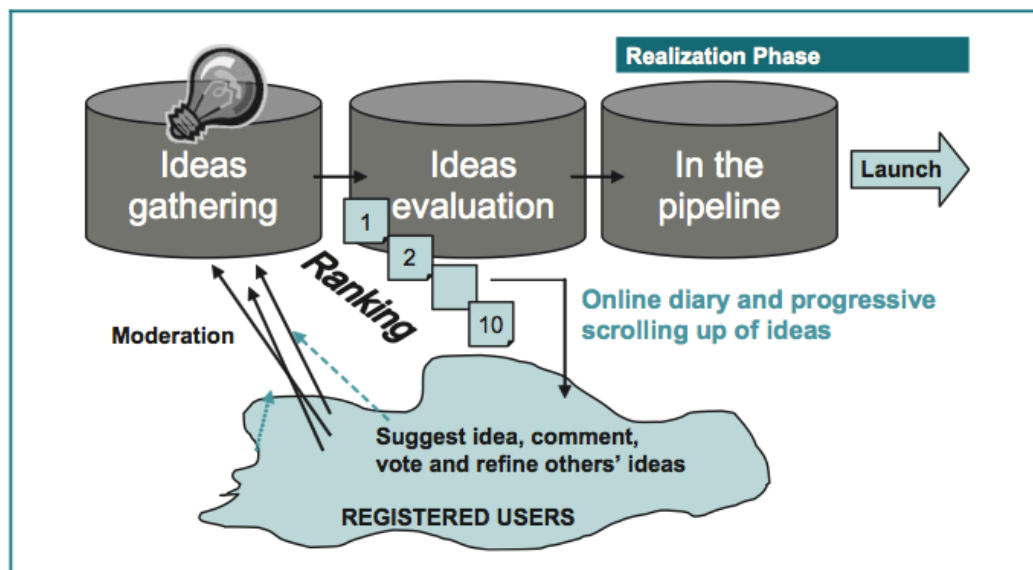 Realization Phase
Ideas
gathering
Ideas
evaluation
In the
pipeline
Launch
1
2
10
Ranking
Moderation
Online diary and progressive
scrolling up of ideas
Suggest idea, comment,
vote and refine others’ ideas
REGISTERED USERS